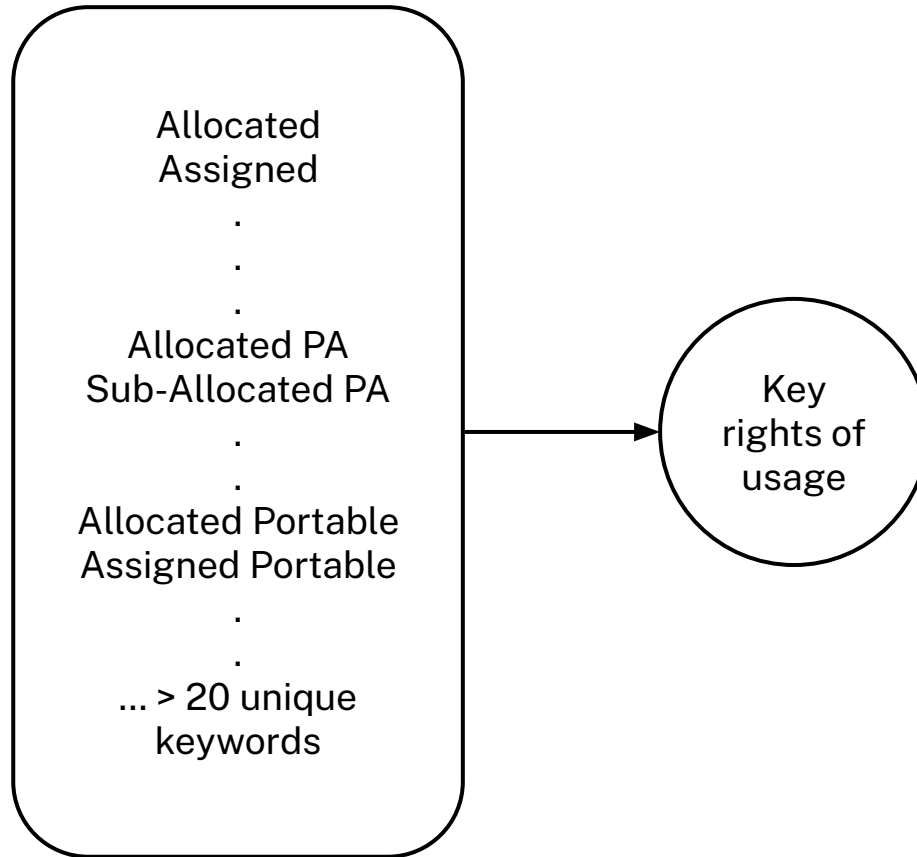 Allocated
Assigned
.
.
.
Allocated PA
Sub-Allocated PA
.
.
Allocated Portable
Assigned Portable
.
.
... > 20 unique
keywords
Key
rights of
usage